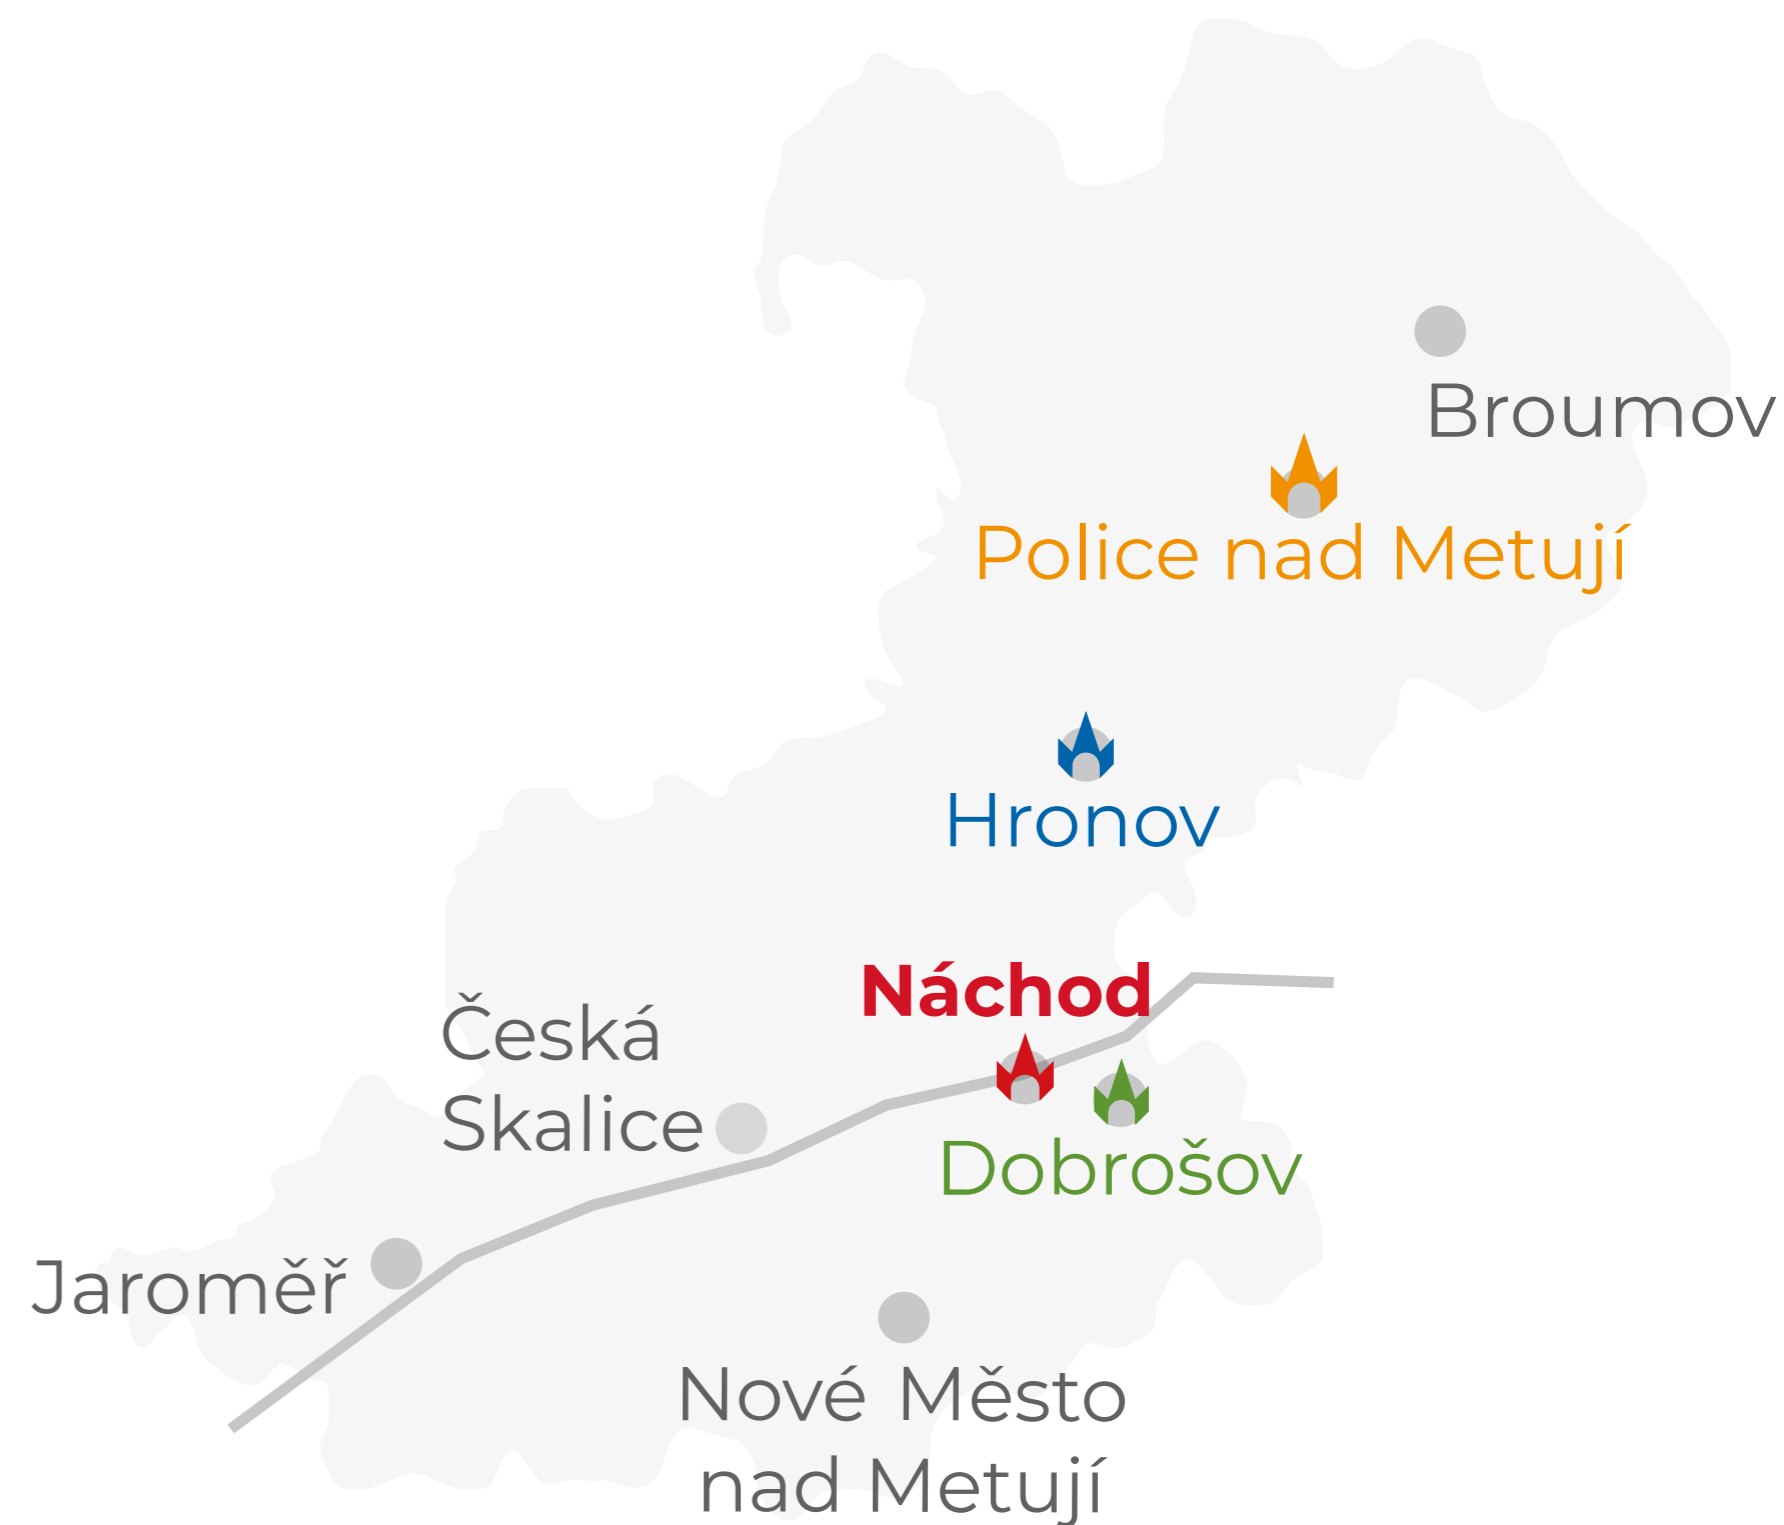 Broumov
Police nad Metují
Hronov
Náchod
Česká
Skalice
Dobrošov
Jaroměř
Nové Město
nad Metují